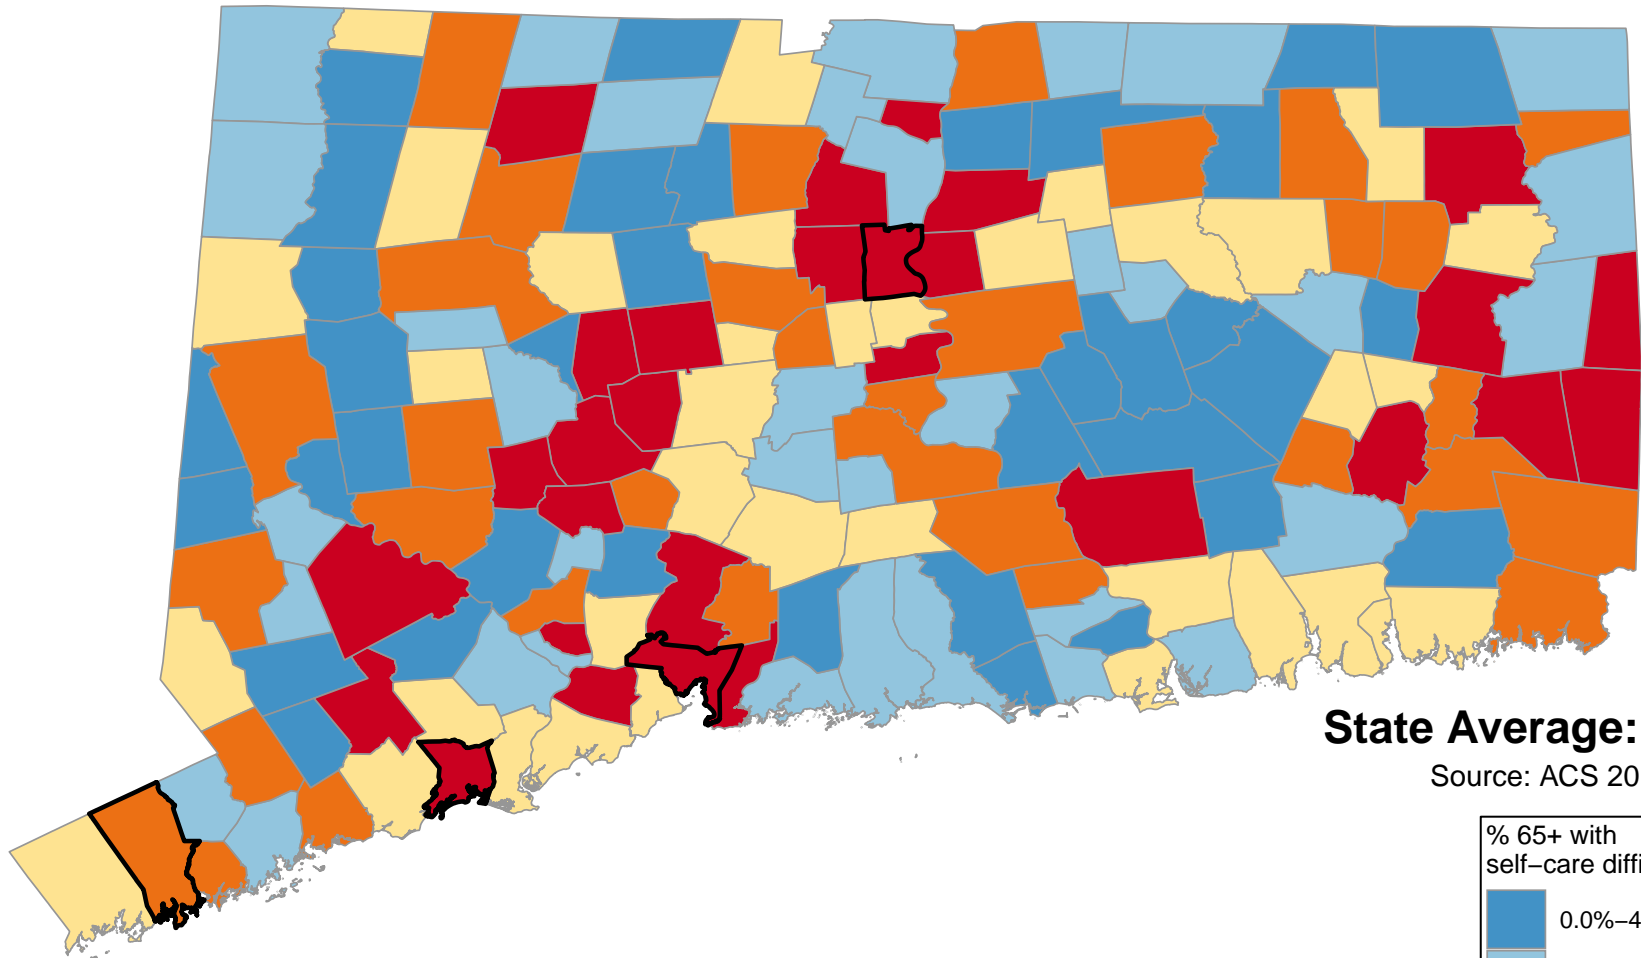 State Average:
Source: ACS 20
% 65+ with
self−care diffi
0.0%−4